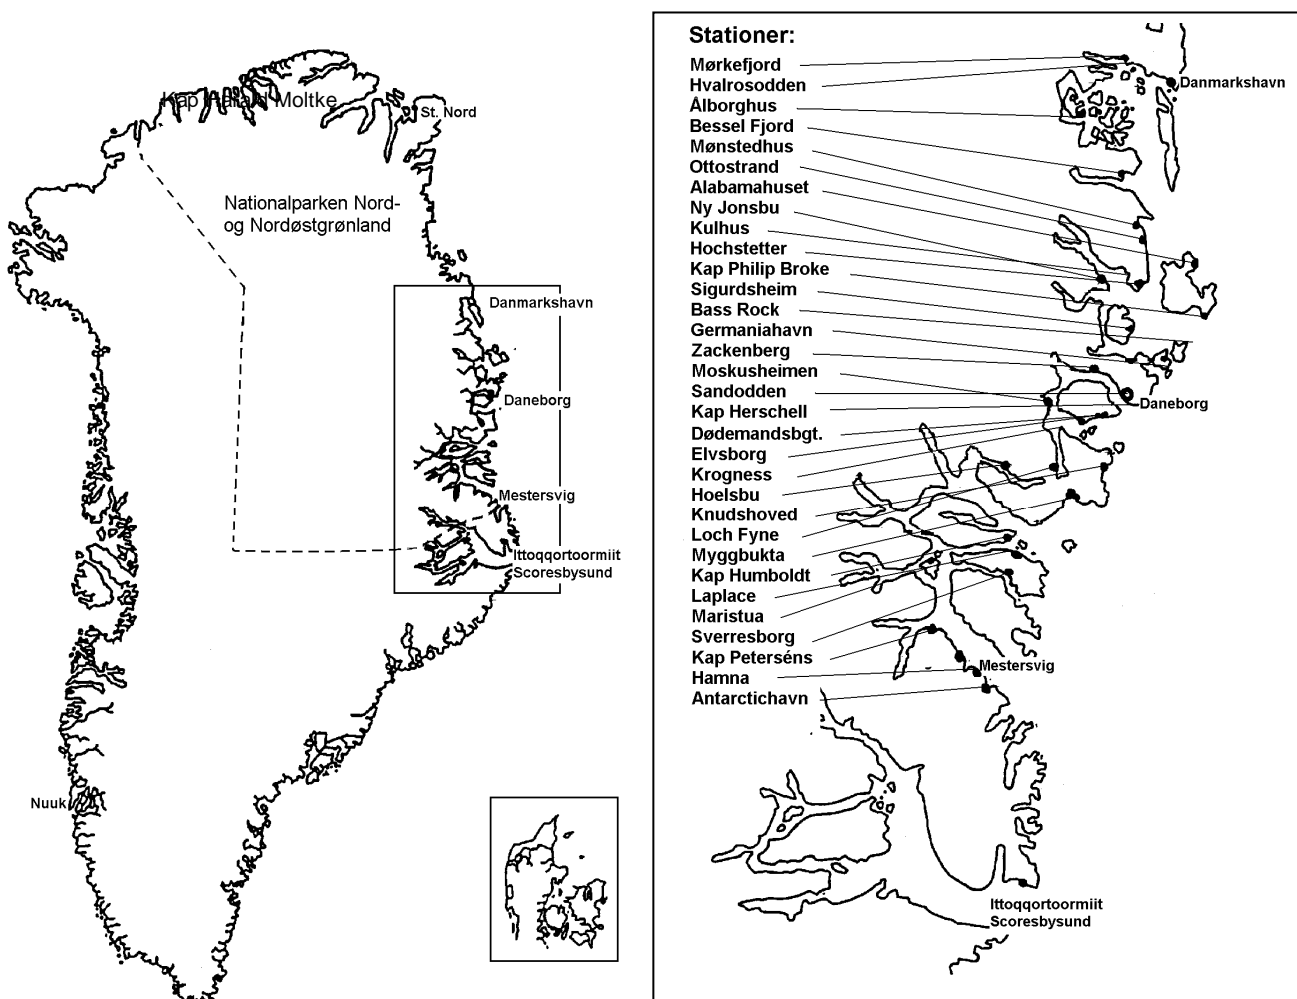 Kap Harald Moltke
St. Nord
Nationalparken Nord-
og Nordøstgrønland
Danmarkshavn
Daneborg
Mestersvig
Ittoqqortoormiit
Scoresbysund
Nuuk
Stationer:
Mørkefjord
Hvalrosodden
Ålborghus
Bessel Fjord
Mønstedhus
Ottostrand
Alabamahuset
Ny Jonsbu
Kulhus
Hochstetter
Kap Philip Broke
Sigurdsheim
Bass Rock
Germaniahavn
Zackenberg
Moskusheimen
Sandodden
Kap Herschell
Dødemandsbgt.
Elvsborg
Krogness
Hoelsbu
Knudshoved
Loch Fyne
Myggbukta
Kap Humboldt
Laplace
Maristua
Sverresborg
Kap Peterséns
Hamna
Antarctichavn
Danmarkshavn
Daneborg
Mestersvig
Ittoqqortoormiit
Scoresbysund